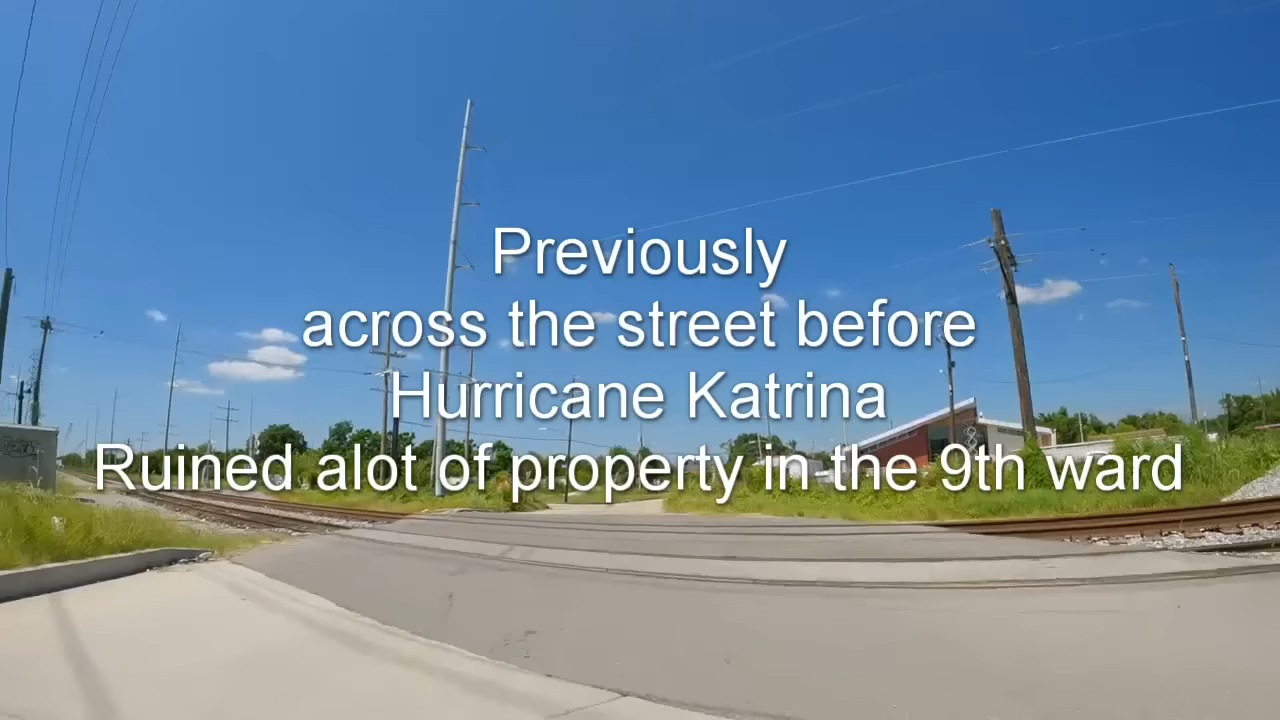 Previously
across the street before
Hurricane Katrina
Ruined alot of property in the 9th ward